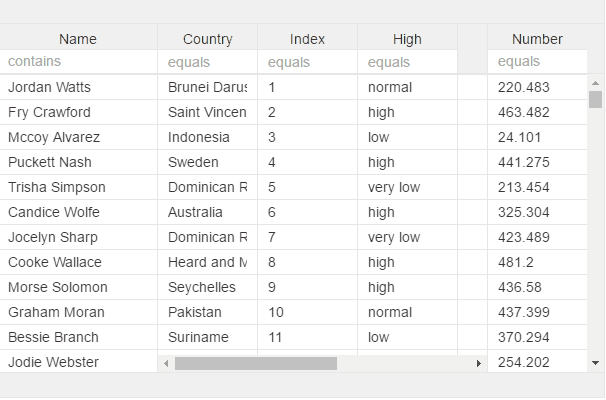 Name Country Index High Number
contains equals equals equals equals
Jordan Watts Brunei Darus 1 normal 220.483
Fry Crawford Saint Vincen 2 high 463.482
Mccoy Alvarez Indonesia 3 low 24.101
Puckett Nash Sweden 4 high 441.275
Trisha Simpson Dominican R 5 very low 213.454
Candice Wolfe Australia 6 high 325.304
Jocelyn Sharp Dominican R 7 very low 423.489
Cooke Wallace Heard and M 8 high 481.2
Morse Solomon Seychelles 9 high 436.58
Graham Moran Pakistan 10 normal 437.399
Bessie Branch Suriname 11 low 370.294
Jodie Webster 254.202